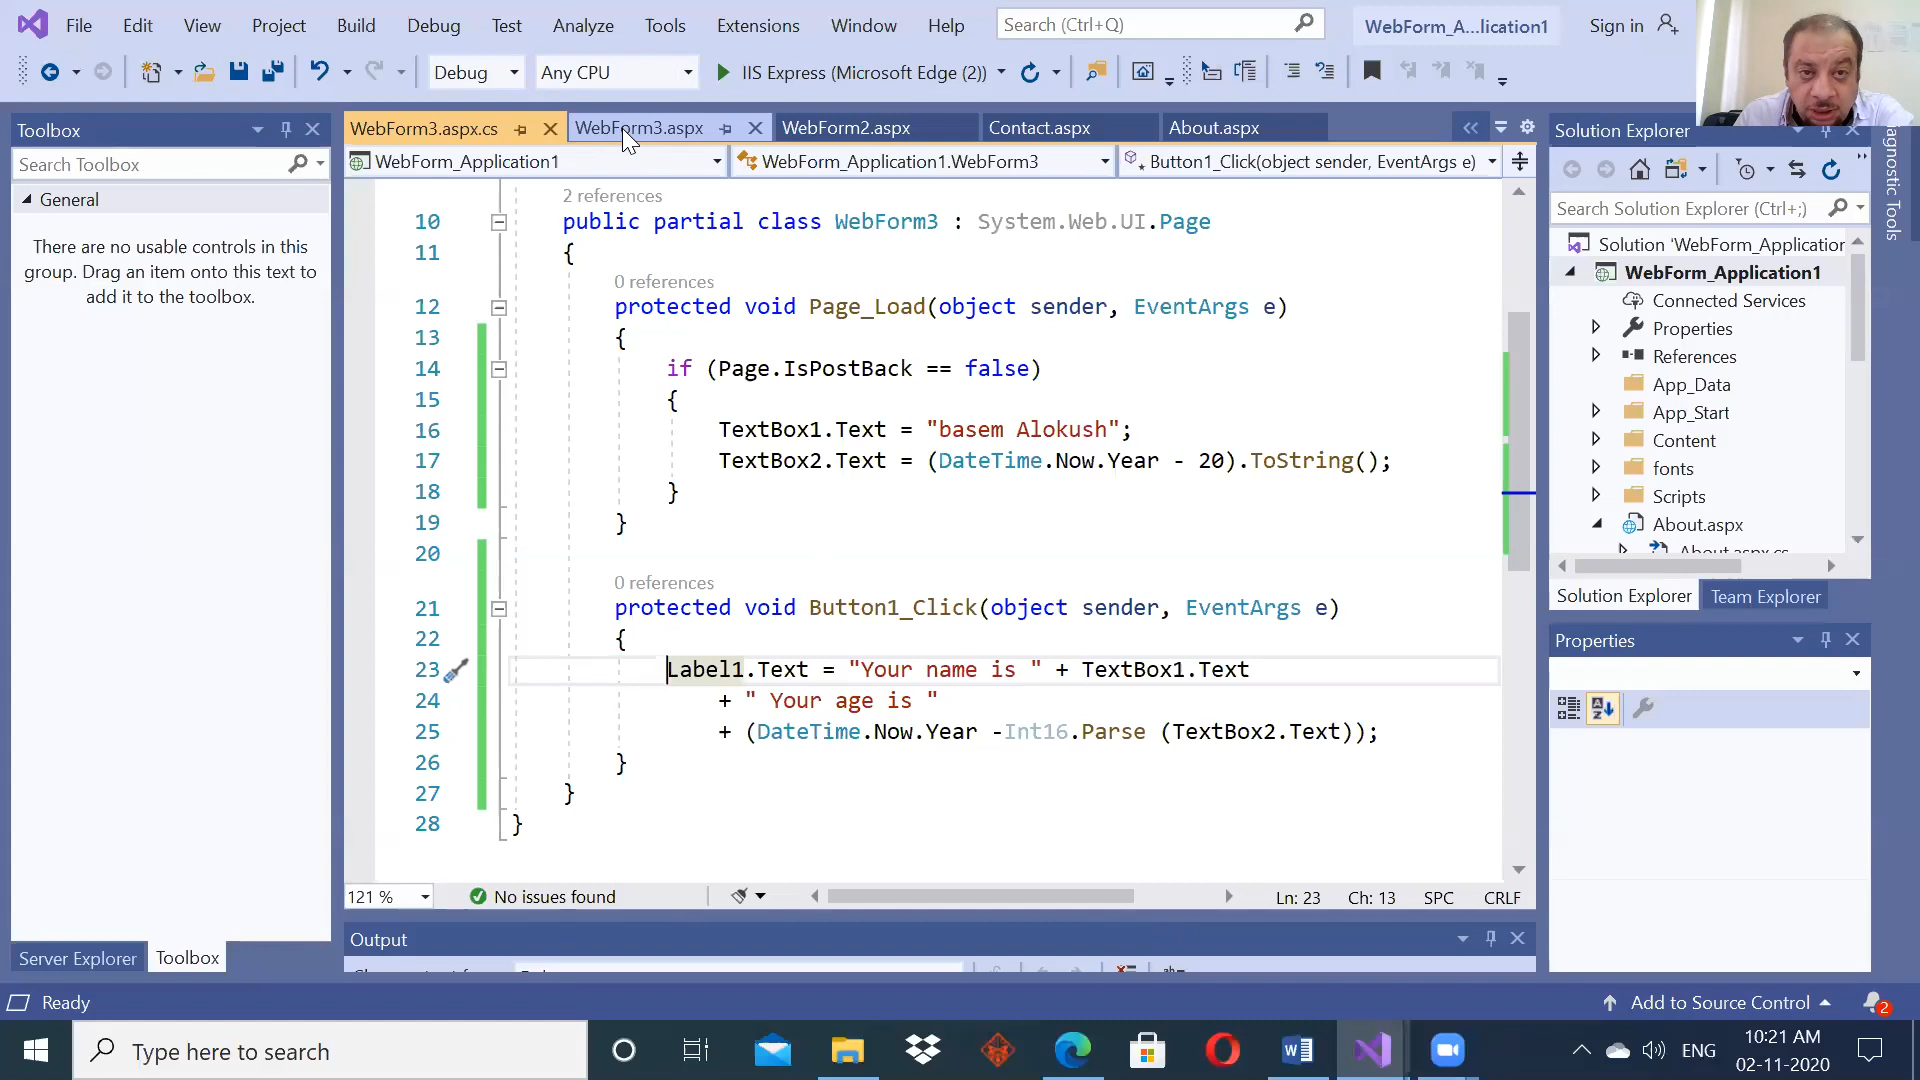 File Edit View Project Build Debug Test Analyze Tools Extensions Window Help
Search (Ctrl+Q)
WebForm_A...lication1
Sign in
Debug
Any CPU
IIS Express (Microsoft Edge (2))
Toolbox
Search Toolbox
General
There are no usable controls in this
group. Drag an item onto this text to
add it to the toolbox.
Server Explorer
Toolbox
WebForm3.aspx.cs
WebForm3.aspx
WebForm2.aspx
Contact.aspx
About.aspx
WebForm_Application1
WebForm_Application1.WebForm3
Button1_Click(object sender, EventArgs e)
2 references
10 public partial class WebForm3 : System.Web.UI.Page
11 {
0 references
12 protected void Page_Load(object sender, EventArgs e)
13 {
14 if (Page.IsPostBack == false)
15 {
16 TextBox1.Text = "basem Alokush";
17 TextBox2.Text = (DateTime.Now.Year - 20).ToString();
18 }
19 }
20
0 references
21 protected void Button1_Click(object sender, EventArgs e)
22 {
23 Label1.Text = "Your name is " + TextBox1.Text
24 + " Your age is "
25 + (DateTime.Now.Year -Int16.Parse (TextBox2.Text));
26 }
27 }
28 }
121 %
No issues found
Ln: 23
Ch: 13
SPC
CRLF
Output
Solution Explorer
Search Solution Explorer (Ctrl+;)
Solution 'WebForm_Application
WebForm_Application1
Connected Services
Properties
References
App_Data
App_Start
Content
fonts
Scripts
About.aspx
About.aspx.cs
Solution Explorer
Team Explorer
Properties
agnostic Tools
Ready
Add to Source Control
2
Type here to search
ENG
10:21 AM
02-11-2020